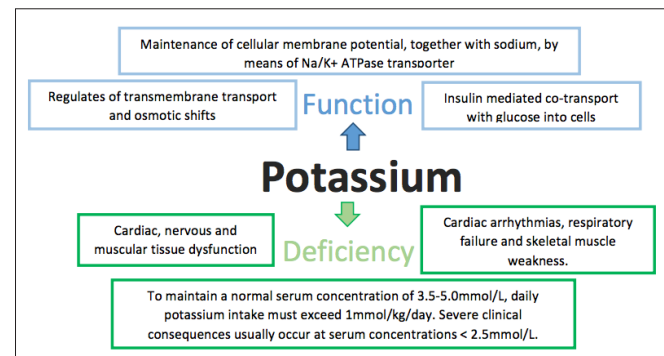 Maintenance of cellular membrane potential, together with sodium, by
means of Na/K+ ATPase transporter
Regulates of transmembrane transport
and osmotic shifts
Function
Insulin mediated co-transport
with glucose into cells
Potassium
Cardiac, nervous and
muscular tissue dysfunction
Deficiency
Cardiac arrhythmias, respiratory
failure and skeletal muscle
weakness.
To maintain a normal serum concentration of 3.5-5.0mmol/L, daily
potassium intake must exceed 1mmol/kg/day. Severe clinical
consequences usually occur at serum concentrations < 2.5mmol/L.